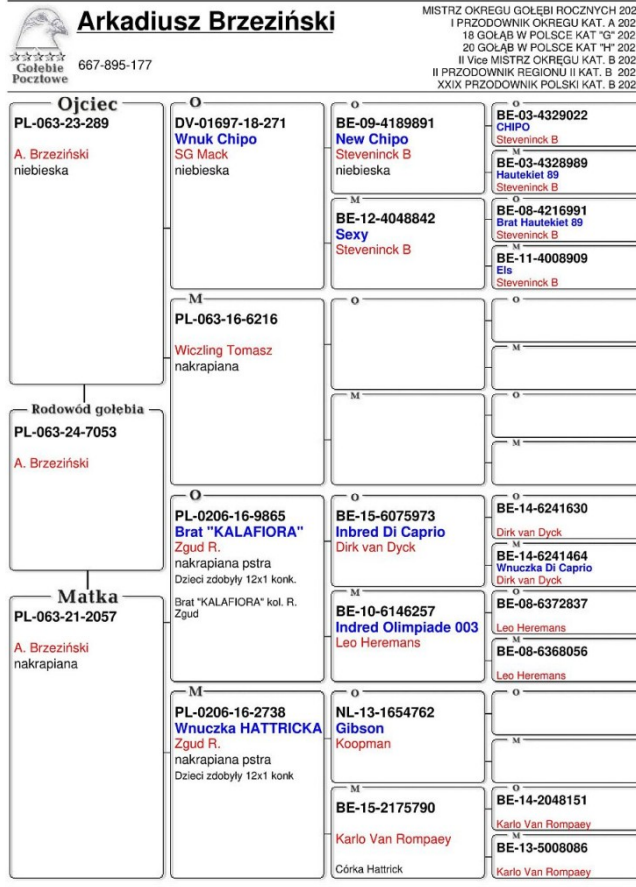 Arkadiusz Brzeziński
Gołębie
Pocztowe
667-895-177
MISTRZ OKREGU GOŁĘBI ROCZNYCH 202
I PRZODOWNIK OKREGU KAT. A 202
18 GOŁĄB W POLSCE KAT "G" 202
20 GOŁĄB W POLSCE KAT "H" 202
II Vice MISTRZ OKRĘGU KAT. B 202
II PRZODOWNIK REGIONU II KAT. B 202
XXIX PRZODOWNIK POLSKI KAT. B 202
Ojciec
PL-063-23-289
A. Brzeziński
niebieska
Rodowód gołębia
PL-063-24-7053
A. Brzeziński
Matka
PL-063-21-2057
A. Brzeziński
nakrapiana
O
DV-01697-18-271
Wnuk Chipo
SG Mack
niebieska
M
PL-063-16-6216
Wiczling Tomasz
nakrapiana
O
PL-0206-16-9865
Brat "KALAFIORA"
Zgud R.
nakrapiana pstra
Dzieci zdobyły 12x1 konk.
Brat "KALAFIORA" kol. R.
Zgud
M
PL-0206-16-2738
Wnuczka HATTRICKA
Zgud R.
nakrapiana pstra
Dzieci zdobyły 12x1 konk
O
BE-09-4189891
New Chipo
Steveninck B
niebieska
M
BE-12-4048842
Sexy
Steveninck B
O
M
O
BE-15-6075973
Inbred Di Caprio
Dirk van Dyck
M
BE-10-6146257
Indred Olimpiade 003
Leo Heremans
O
NL-13-1654762
Gibson
Koopman
M
BE-15-2175790
Karlo Van Rompaey
Córka Hattrick
O
BE-03-4329022
CHIPO
Steveninck B
M
BE-03-4328989
Hautekiet 89
Steveninck B
O
BE-08-4216991
Brat Hautekiet 89
Steveninck B
M
BE-11-4008909
Els
Steveninck B
O
M
O
M
O
BE-14-6241630
Dirk van Dyck
M
BE-14-6241464
Wnuczka Di Caprio
Dirk van Dyck
O
BE-08-6372837
Leo Heremans
M
BE-08-6368056
Leo Heremans
O
M
O
BE-14-2048151
Karlo Van Rompaey
M
BE-13-5008086
Karlo Van Rompaey